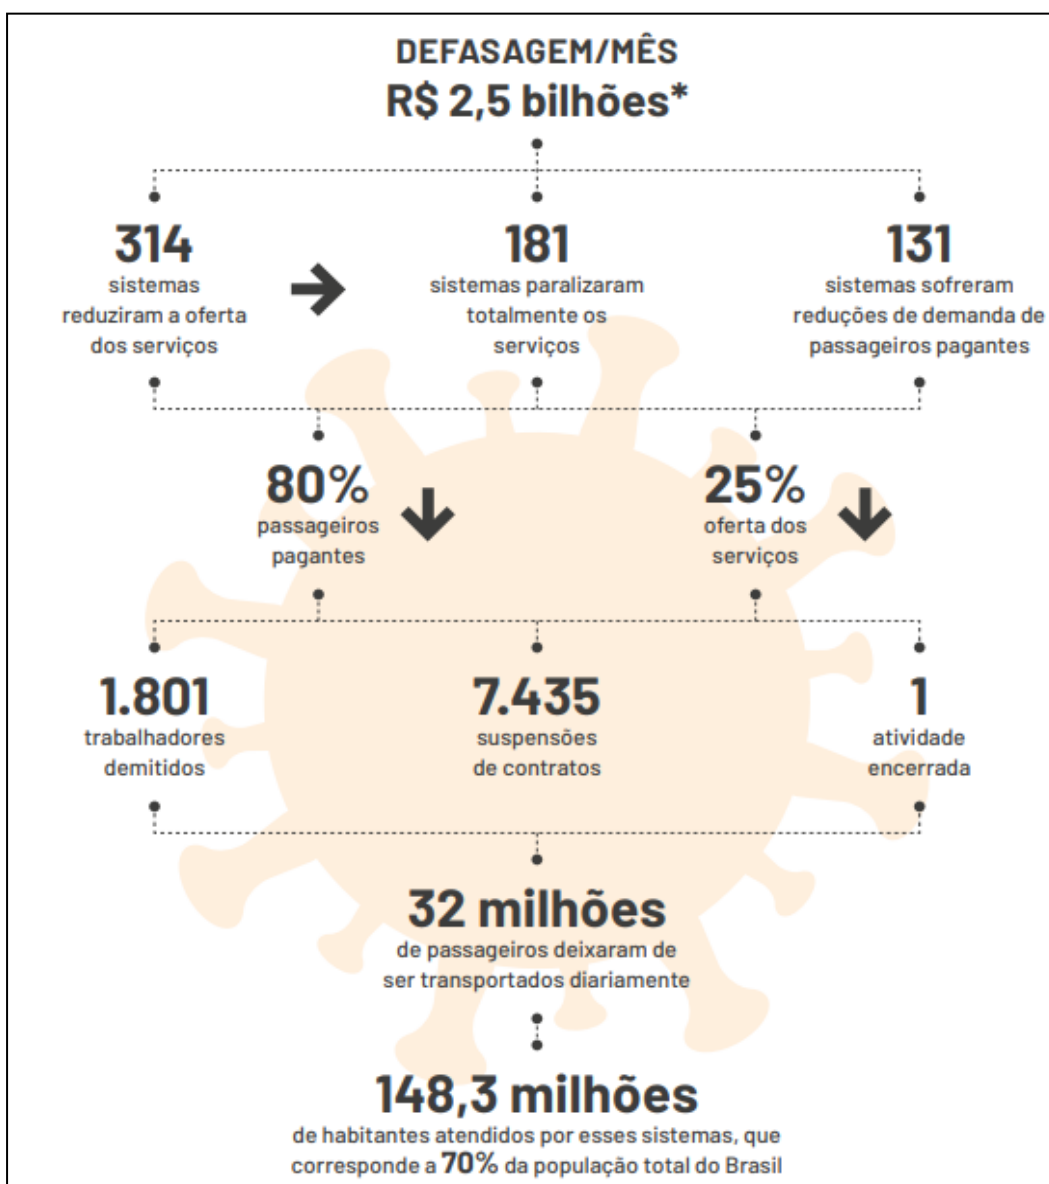 DEFASAGEM/MÊS
R$ 2,5 bilhões*
314
sistemas
reduziram a oferta
dos serviços
181
sistemas paralizaram
totalmente os
serviços
131
sistemas sofreram
reduções de demanda de
passageiros pagantes
80%
passageiros
pagantes
25%
oferta dos
serviços
1.801
trabalhadores
demitidos
7.435
suspensões
de contratos
1
atividade
encerrada
32 milhões
de passageiros deixaram de
ser transportados diariamente
148,3 milhões
de habitantes atendidos por esses sistemas, que
corresponde a 70% da população total do Brasil